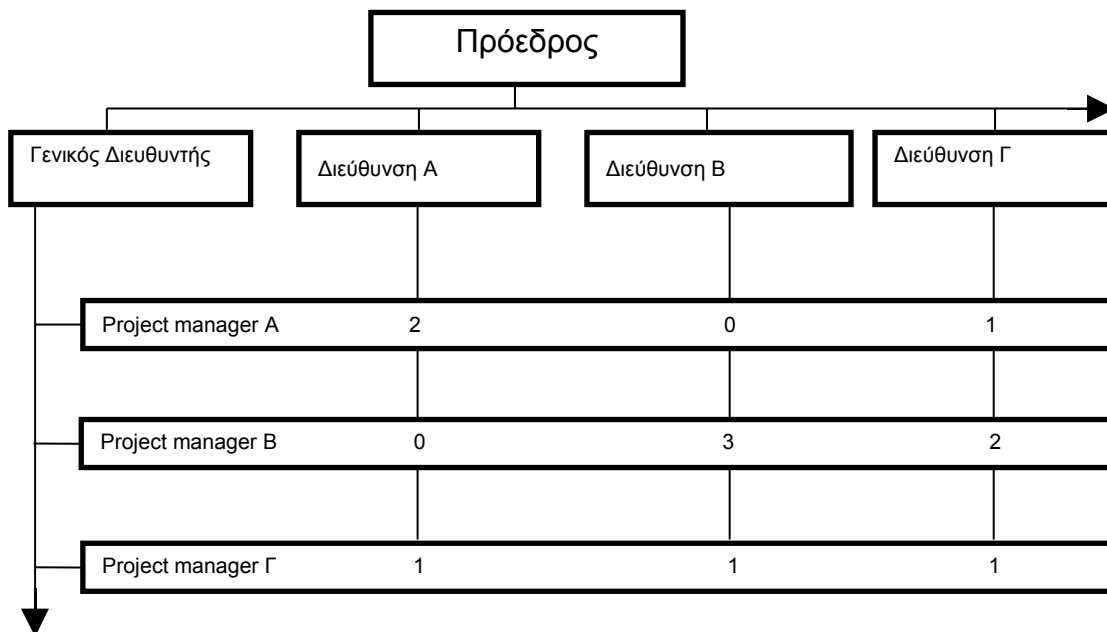 Πρόεδρος
Γενικός Διευθυντής
Διεύθυνση Α
Διεύθυνση Β
Διεύθυνση Γ
Project manager Α 2 0 1
Project manager Β 0 3 2
Project manager Γ 1 1 1